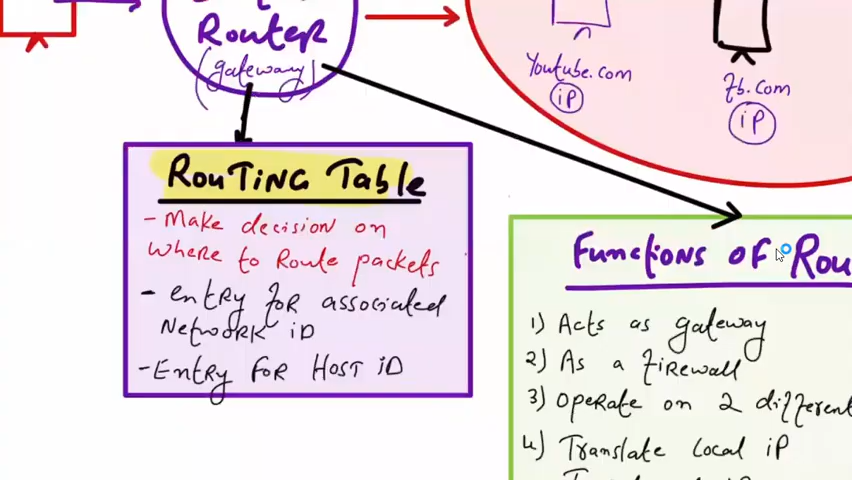 Router
(gateway)
Youtube.com
iP
fb.com
iP
Routing Table
- Make decision on
where to Route packets
- entry for associated
Network iD
- Entry for Host iD
Functions of Rou
1) Acts as gateway
2) As a firewall
3) Operate on 2 different
4) Translate Local iP